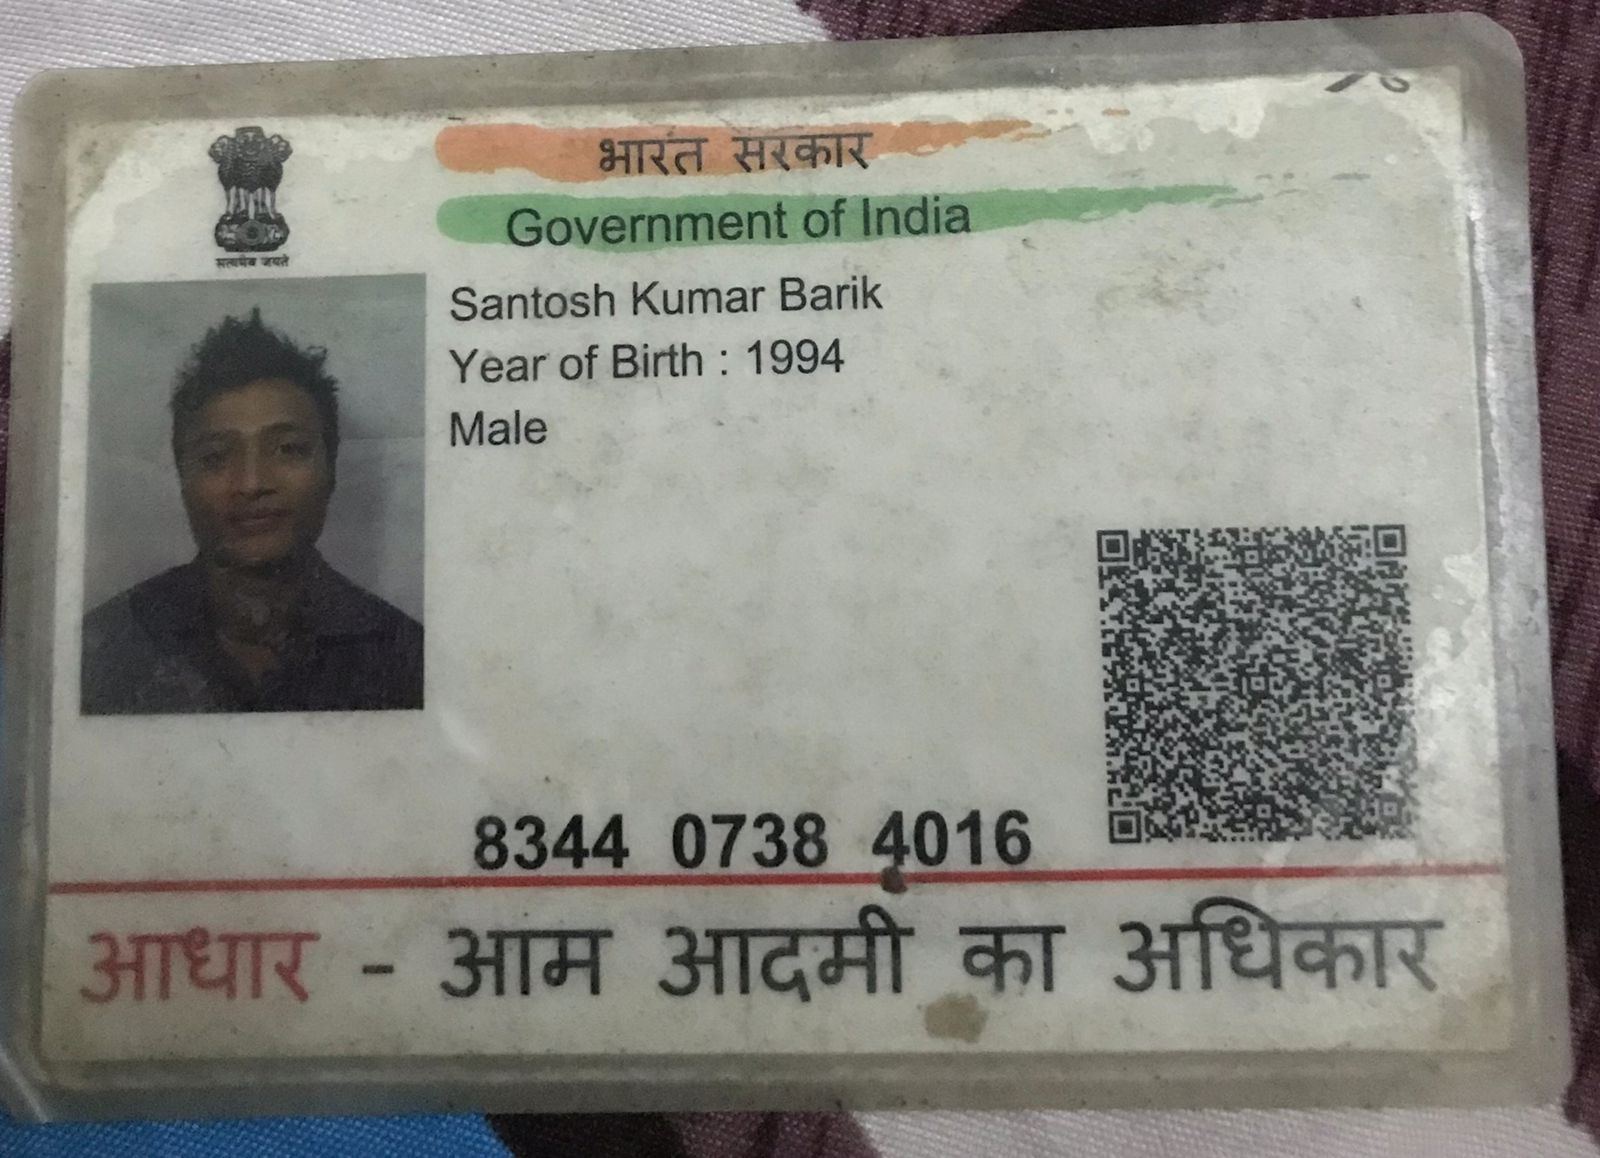 भारत सरकार
Government of India
सत्यमेव जयते
Santosh Kumar Barik
Year of Birth : 1994
Male
8344 0738 4016
आधार - आम आदमी का अधिकार